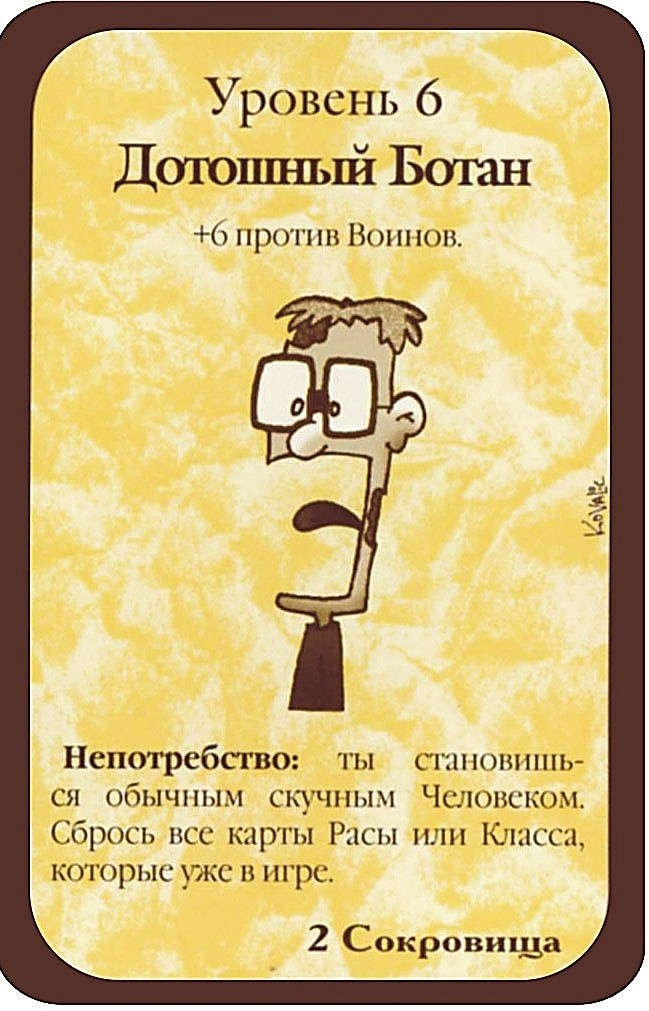 Уровень 6
Дотошный Ботан
+6 против Воинов.
Kovalic
Непотребство: ты становишь-
ся обычным скучным Человеком.
Сбрось все карты Расы или Класса,
которые уже в игре.
2 Сокровища